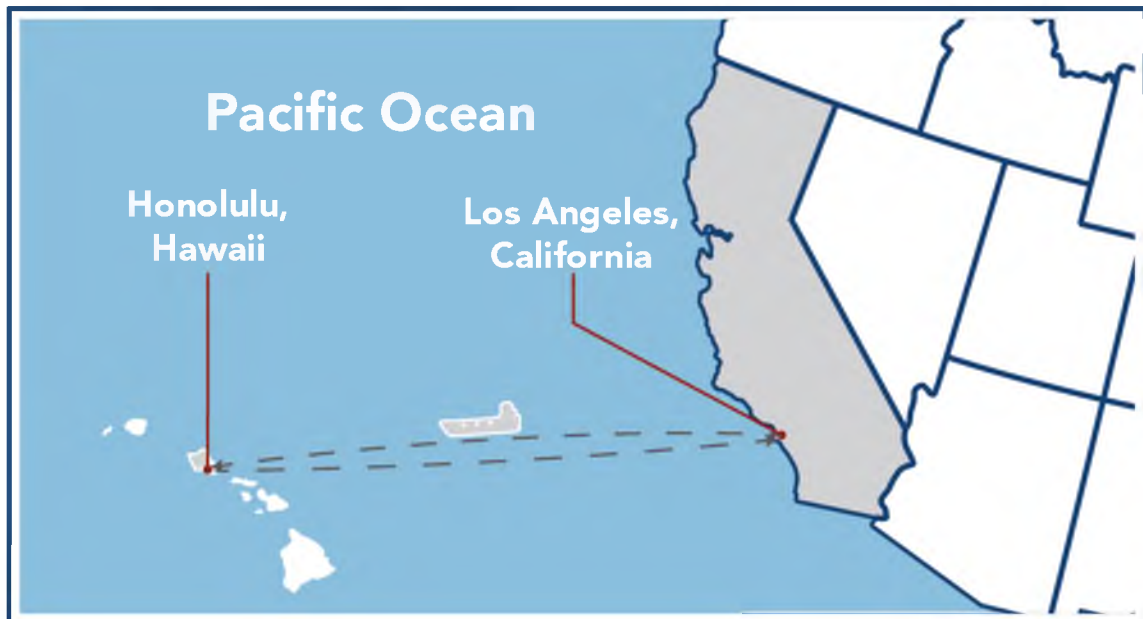 Pacific Ocean
Honolulu,
Hawaii
Los Angeles,
California